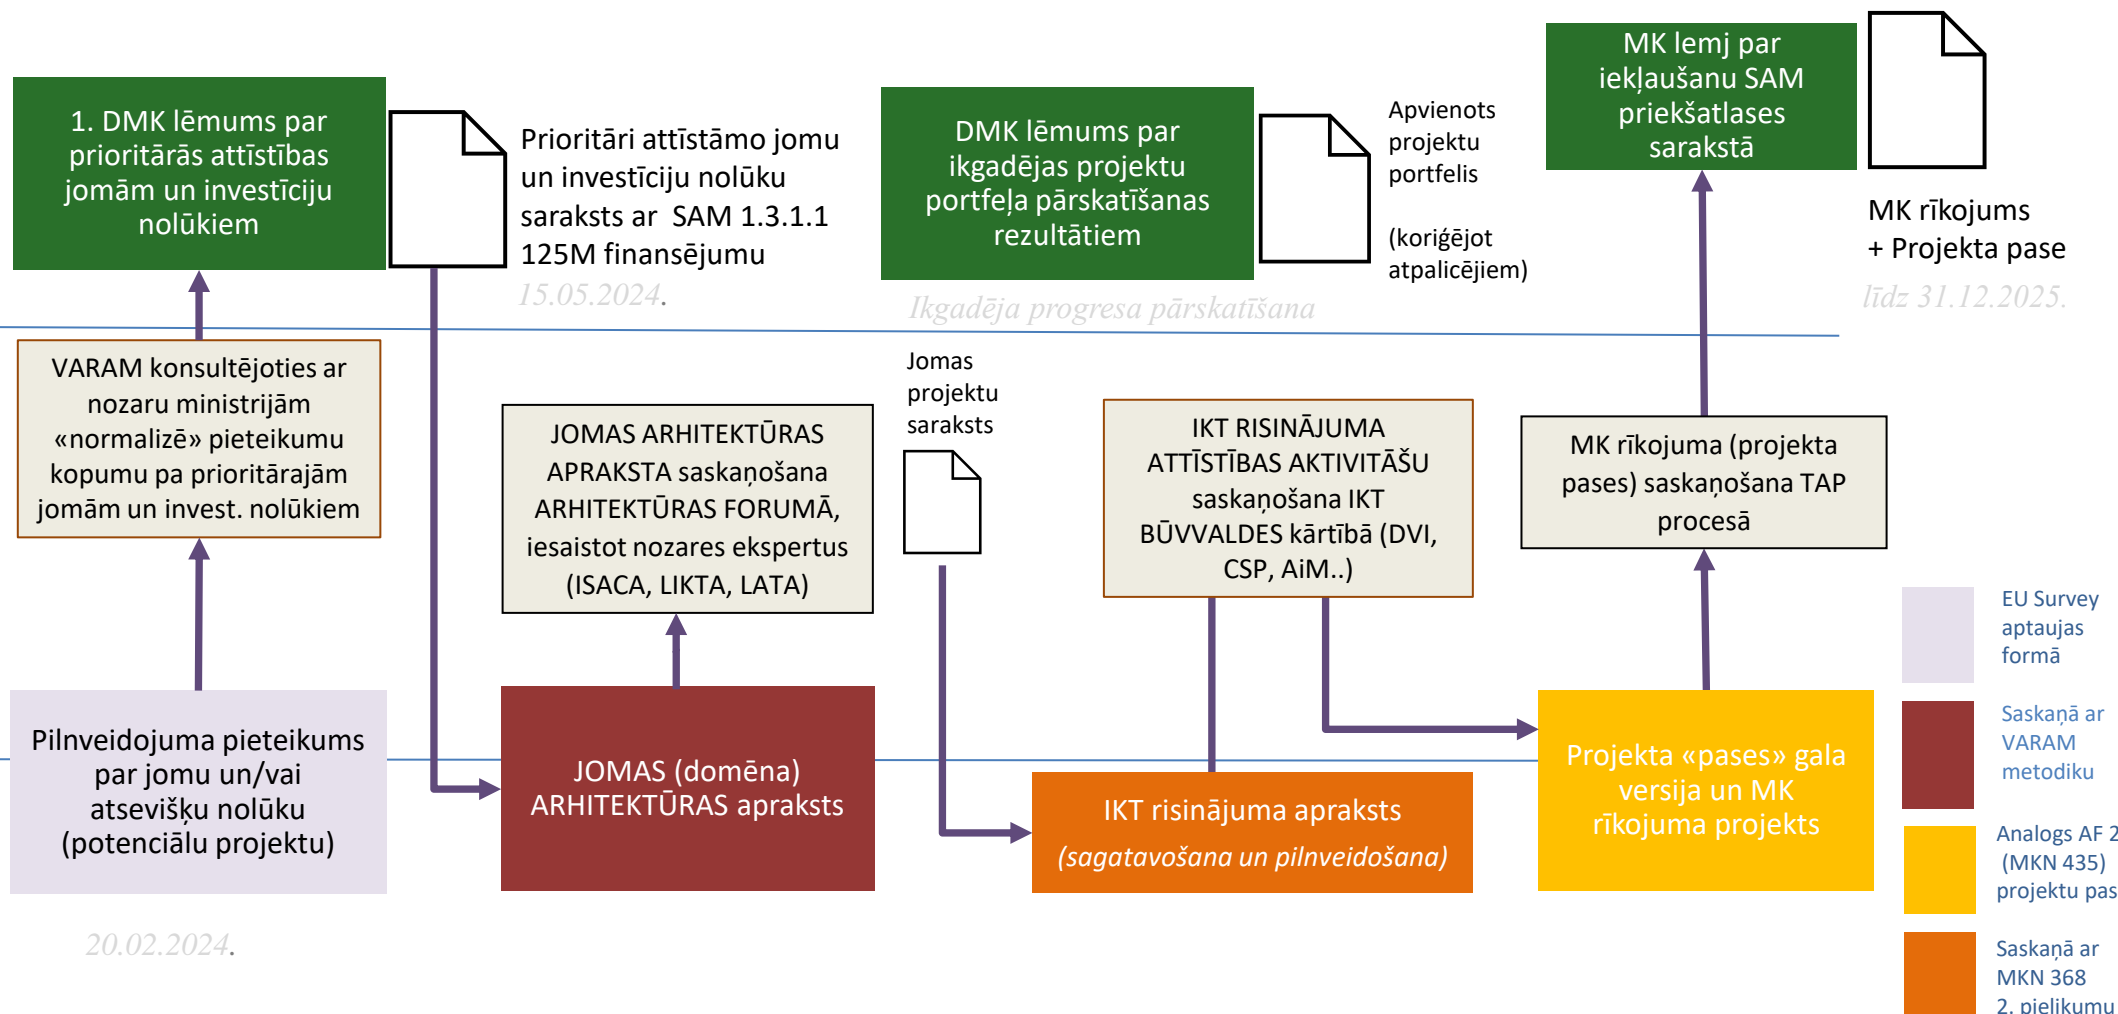 1. DMK lēmums par
prioritārās attīstības
jomām un investīciju
nolūkiem
Prioritāri attīstāmo jomu
un investīciju nolūku
saraksts ar  SAM 1.3.1.1
125M finansējumu
15.05.2024.
DMK lēmums par
ikgadējas projektu
portfeļa pārskatīšanas
rezultātiem
Apvienots
projektu
portfelis
(koriģējot
atpalicējiem)
Ikgadēja progresa pārskatīšana
MK lemj par
iekļaušanu SAM
priekšatlases
sarakstā
MK rīkojums
+ Projekta pase
līdz 31.12.2025.
VARAM konsultējoties ar
nozaru ministrijām
«normalizē» pieteikumu
kopumu pa prioritārajām
jomām un invest. nolūkiem
JOMAS ARHITEKTŪRAS
APRAKSTA saskaņošana
ARHITEKTŪRAS FORUMĀ,
iesaistot nozares ekspertus
(ISACA, LIKTA, LATA)
Jomas
projektu
saraksts
IKT RISINĀJUMA
ATTĪSTĪBAS AKTIVITĀŠU
saskaņošana IKT
BŪVVALDES kārtībā (DVI,
CSP, AiM..)
MK rīkojuma (projekta
pases) saskaņošana TAP
procesā
Pilnveidojuma pieteikums
par jomu un/vai
atsevišķu nolūku
(potenciālu projektu)
20.02.2024.
JOMAS (domēna)
ARHITEKTŪRAS apraksts
IKT risinājuma apraksts
(sagatavošana un pilnveidošana)
Projekta «pases» gala
versija un MK
rīkojuma projekts
EU Survey
aptaujas
formā
Saskaņā ar
VARAM
metodiku
Analogs AF 2
(MKN 435)
projektu pas
Saskaņā ar
MKN 368
2. pielikumu